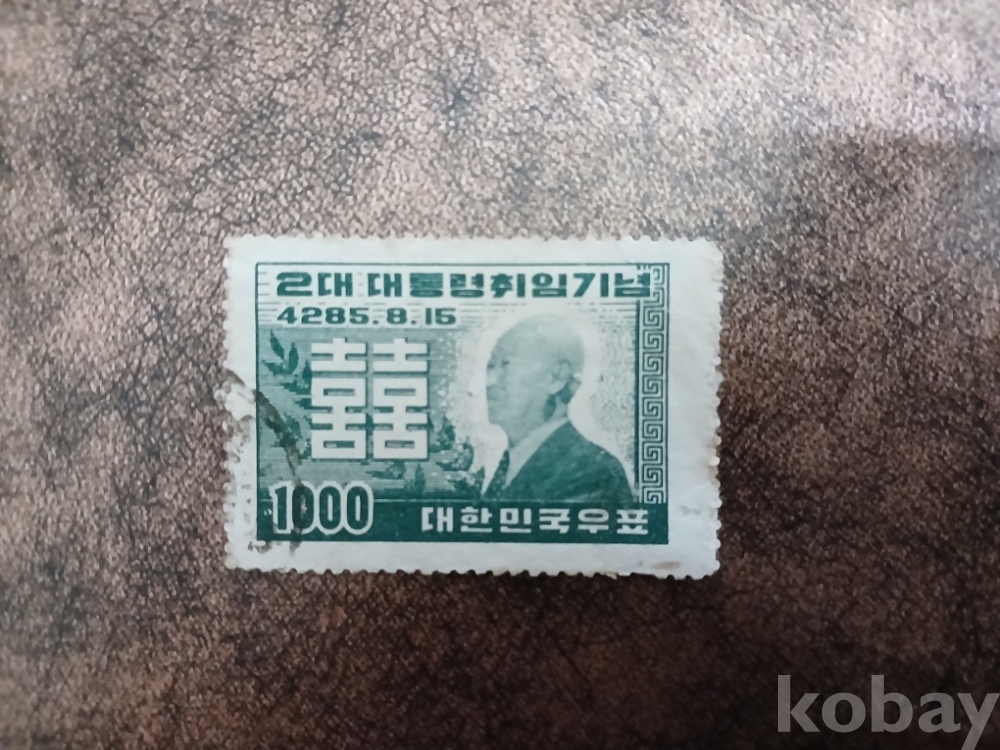 2대 대통령취임기념
4285.8.15
囍
1000
대한민국우표
kobay